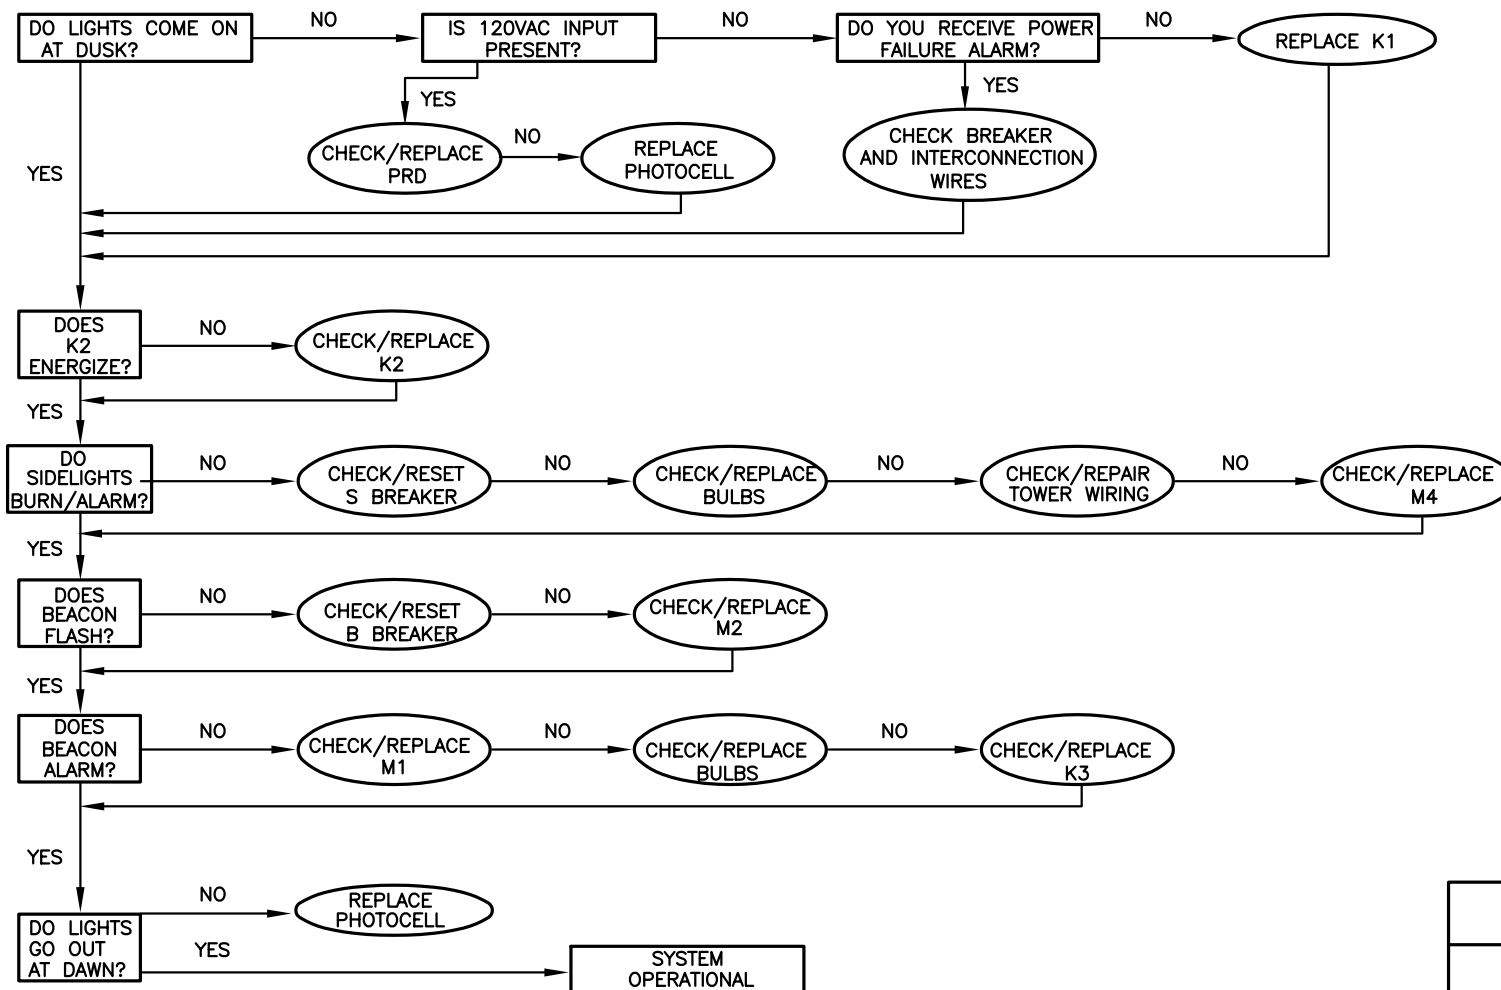 DO LIGHTS COME ON
AT DUSK?
NO
IS 120VAC INPUT
PRESENT?
NO
DO YOU RECEIVE POWER
FAILURE ALARM?
NO
REPLACE K1
YES
YES
YES
CHECK/REPLACE
PRD
NO
REPLACE
PHOTOCELL
CHECK BREAKER
AND INTERCONNECTION
WIRES
DOES
K2
ENERGIZE?
NO
CHECK/REPLACE
K2
YES
DO
SIDELIGHTS
BURN/ALARM?
NO
CHECK/RESET
S BREAKER
NO
CHECK/REPLACE
BULBS
NO
CHECK/REPAIR
TOWER WIRING
NO
CHECK/REPLACE
M4
YES
DOES
BEACON
FLASH?
NO
CHECK/RESET
B BREAKER
NO
CHECK/REPLACE
M2
YES
DOES
BEACON
ALARM?
NO
CHECK/REPLACE
M1
NO
CHECK/REPLACE
BULBS
NO
CHECK/REPLACE
K3
YES
DO LIGHTS
GO OUT
AT DAWN?
NO
REPLACE
PHOTOCELL
YES
SYSTEM
OPERATIONAL